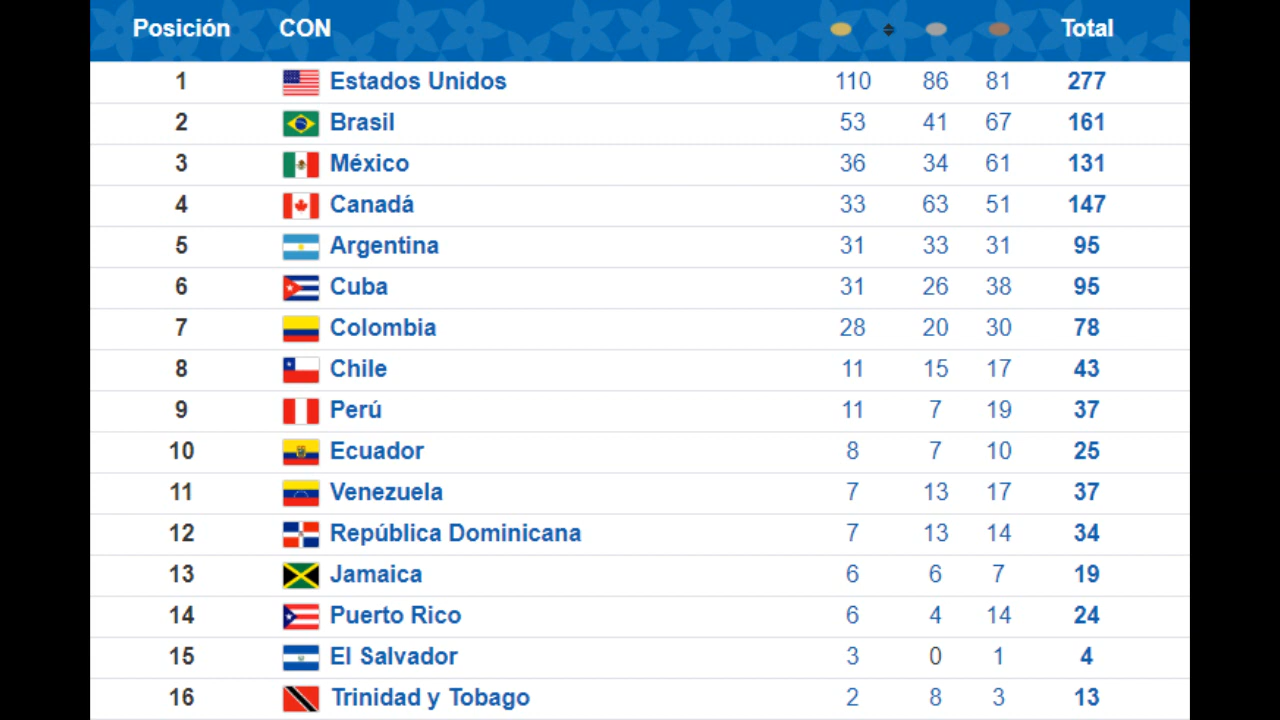 Posición CON Total
1 Estados Unidos 110 86 81 277
2 Brasil 53 41 67 161
3 México 36 34 61 131
4 Canadá 33 63 51 147
5 Argentina 31 33 31 95
6 Cuba 31 26 38 95
7 Colombia 28 20 30 78
8 Chile 11 15 17 43
9 Perú 11 7 19 37
10 Ecuador 8 7 10 25
11 Venezuela 7 13 17 37
12 República Dominicana 7 13 14 34
13 Jamaica 6 6 7 19
14 Puerto Rico 6 4 14 24
15 El Salvador 3 0 1 4
16 Trinidad y Tobago 2 8 3 13